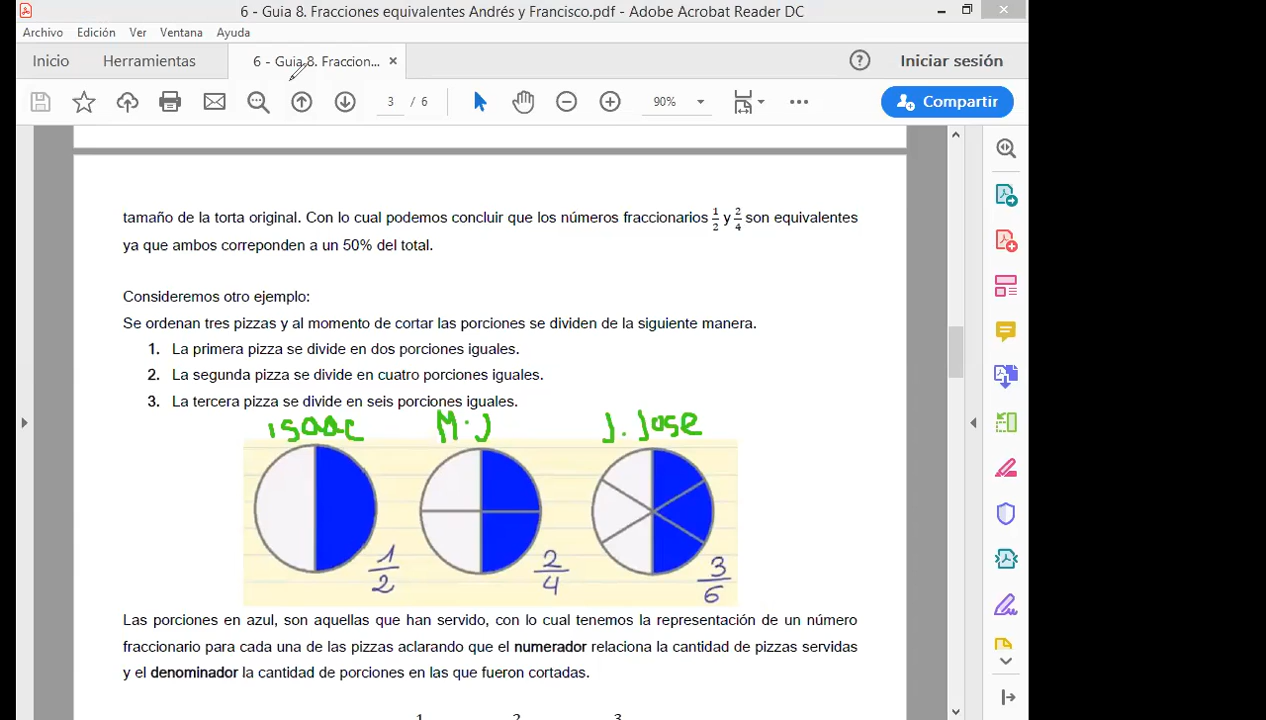 6 - Guia 8. Fracciones equivalentes Andrés y Francisco.pdf - Adobe Acrobat Reader DC
Archivo Edición Ver Ventana Ayuda
Inicio Herramientas 6 - Guia 8. Fraccion... × Iniciar sesión
3 / 6 90% Compartir
tamaño de la torta original. Con lo cual podemos concluir que los números fraccionarios 1/2 y 2/4 son equivalentes
ya que ambos correponden a un 50% del total.
Consideremos otro ejemplo:
Se ordenan tres pizzas y al momento de cortar las porciones se dividen de la siguiente manera.
1. La primera pizza se divide en dos porciones iguales.
2. La segunda pizza se divide en cuatro porciones iguales.
3. La tercera pizza se divide en seis porciones iguales.
isaac M.J J. Jose
1/2 2/4 3/6
Las porciones en azul, son aquellas que han servido, con lo cual tenemos la representación de un número
fraccionario para cada una de las pizzas aclarando que el numerador relaciona la cantidad de pizzas servidas
y el denominador la cantidad de porciones en las que fueron cortadas.
1 2 3